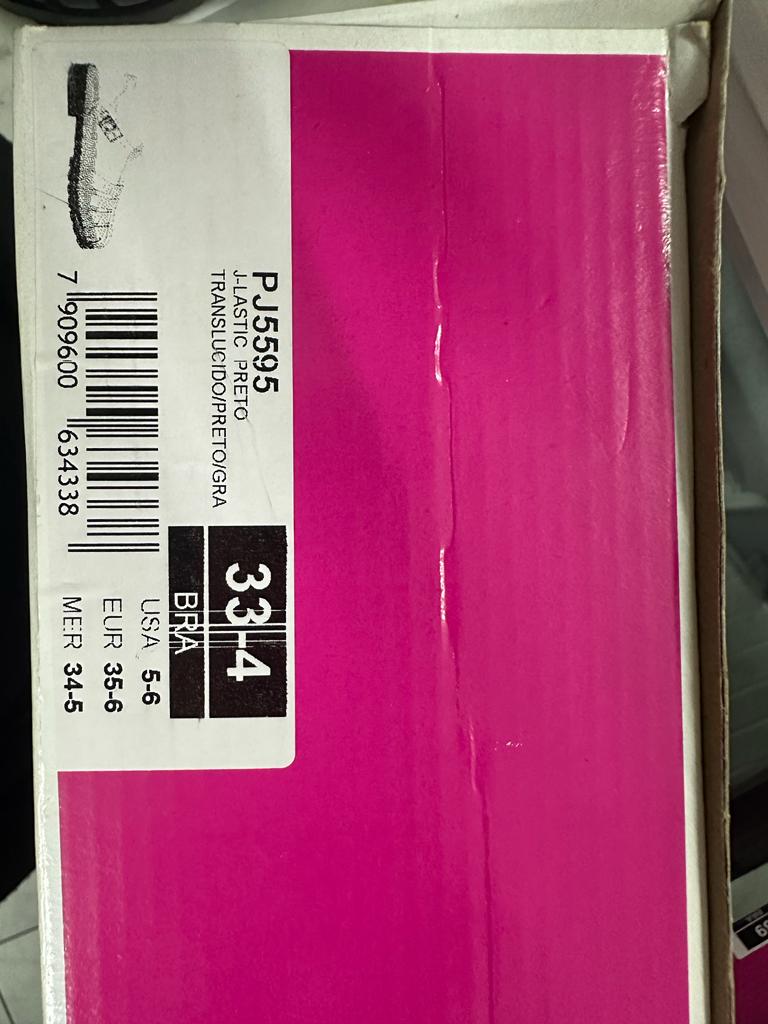 PJ5595
J-LASTIC PRETO
TRANSLUCIDO/PRETO/GRA
7 909600 634338
33-4
BRA
USA 5-6
EUR 35-6
MER 34-5